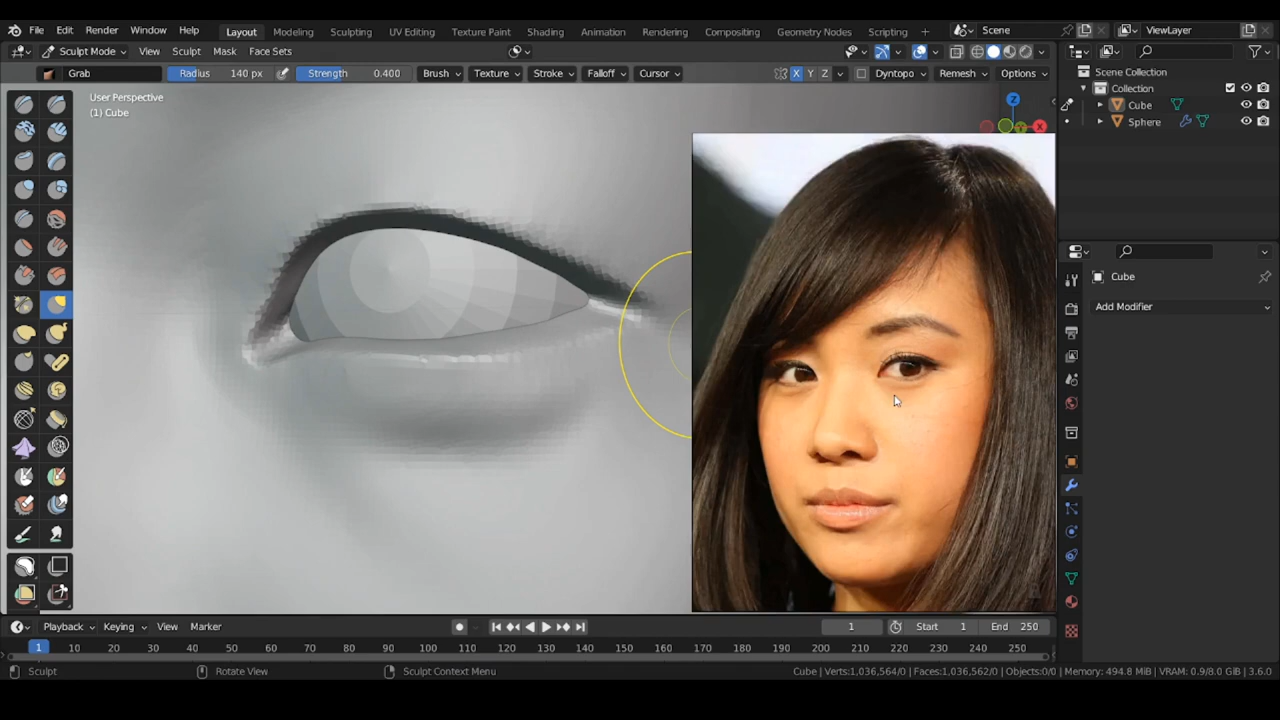 File Edit Render Window Help Layout Modeling Sculpting UV Editing Texture Paint Shading Animation Rendering Compositing Geometry Nodes Scripting + Scene ViewLayer
Sculpt Mode View Sculpt Mask Face Sets
Grab Radius 140 px Strength 0.400 Brush Texture Stroke Falloff Cursor X Y Z Dyntopo Remesh Options
User Perspective
(1) Cube
Z
Y
X
Scene Collection
Collection
Cube
Sphere
Cube
Add Modifier
Playback Keying View Marker 1 Start 1 End 250
1 10 20 30 40 50 60 70 80 90 100 110 120 130 140 150 160 170 180 190 200 210 220 230 240 250
Sculpt Rotate View Sculpt Context Menu Cube | Verts:1,036,564/0 | Faces:1,036,562/0 | Objects:0/0 | Memory: 494.8 MiB | VRAM: 0.9/8.0 GiB | 3.6.0